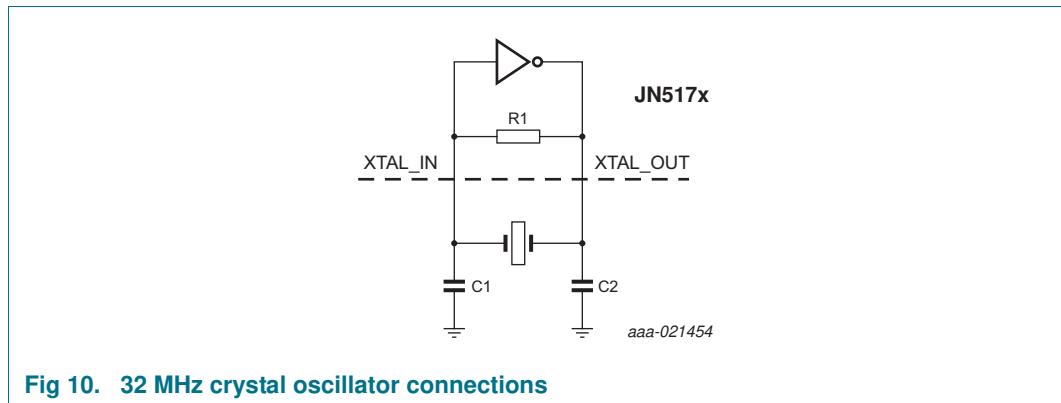 JN517x
R1
XTAL_IN XTAL_OUT
C1 C2
aaa-021454
Fig 10. 32 MHz crystal oscillator connections